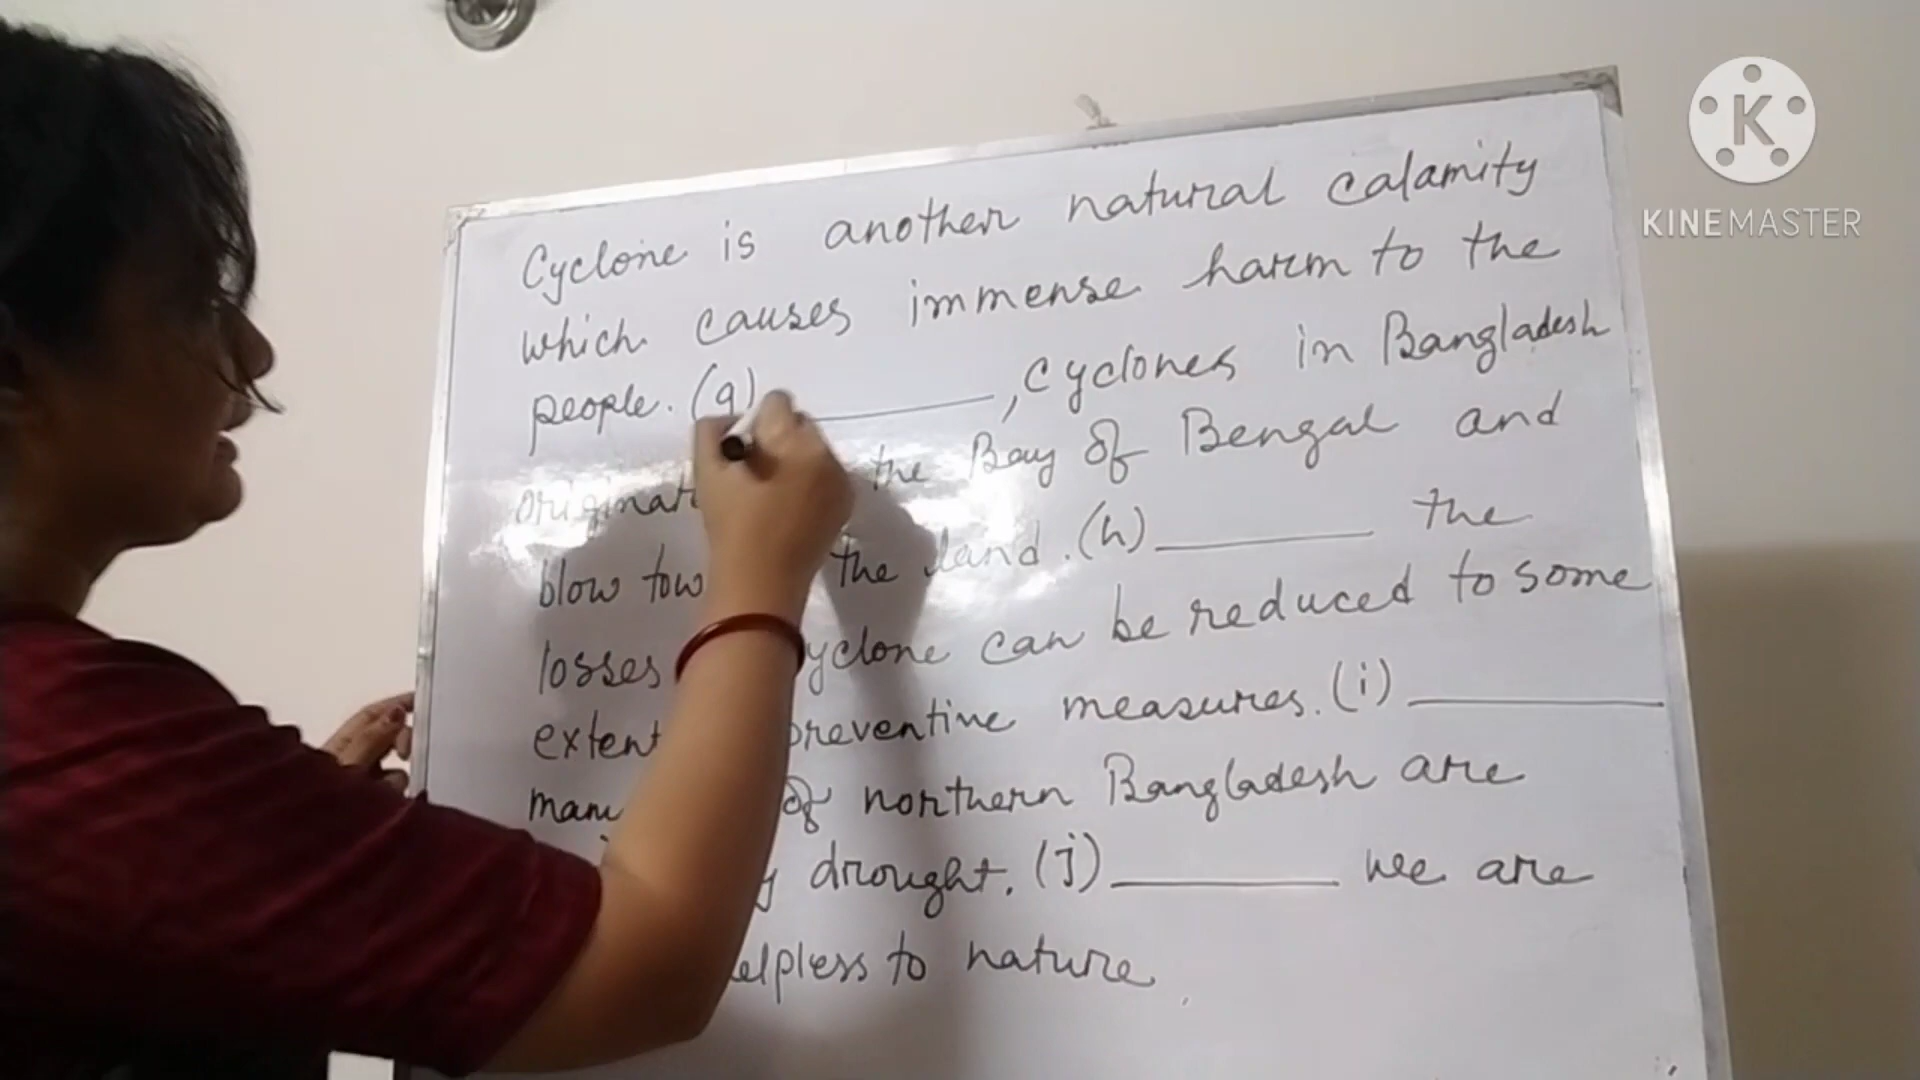 Cyclone is another natural calamity
which causes immense harm to the
people. (g) ________, Cyclones in Bangladesh
the Bay of Bengal and
blow the land. (h) ________ the
losses cyclone can be reduced to some
extent preventive measures. (i) ________
of northern Bangladesh are
drought. (j) ________ we are
to nature.
K
KINEMASTER